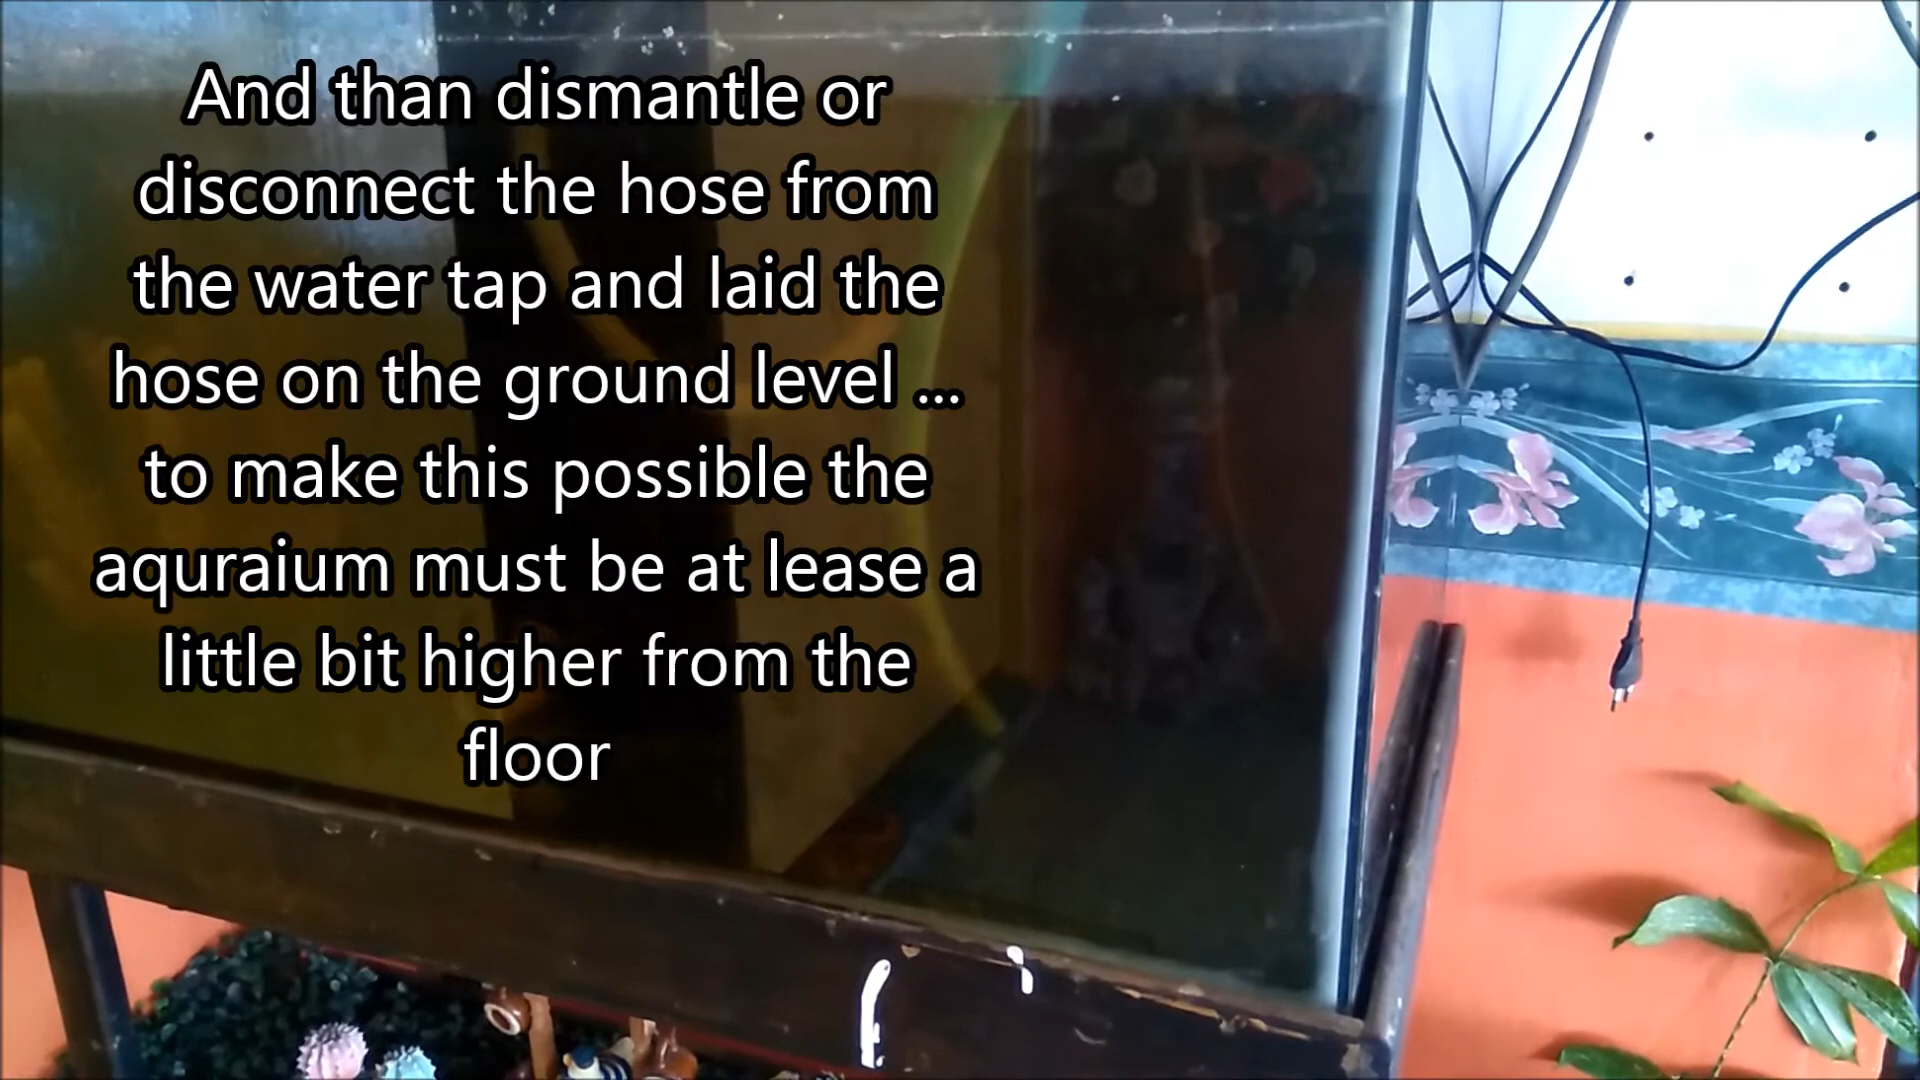 And than dismantle or
disconnect the hose from
the water tap and laid the
hose on the ground level ...
to make this possible the
aquraium must be at lease a
little bit higher from the
floor